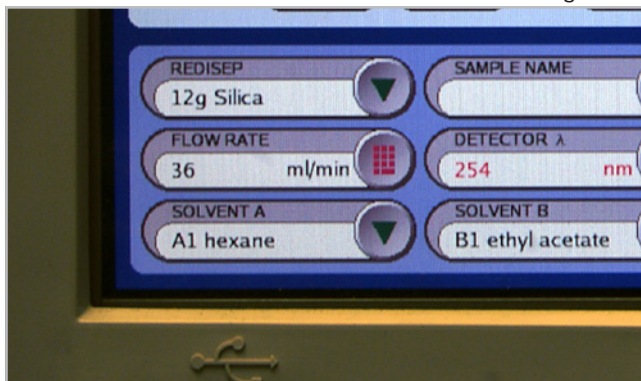 REDISEP
12g Silica
SAMPLE NAME
FLOW RATE
36 ml/min
DETECTOR λ
254 nm
SOLVENT A
A1 hexane
SOLVENT B
B1 ethyl acetate